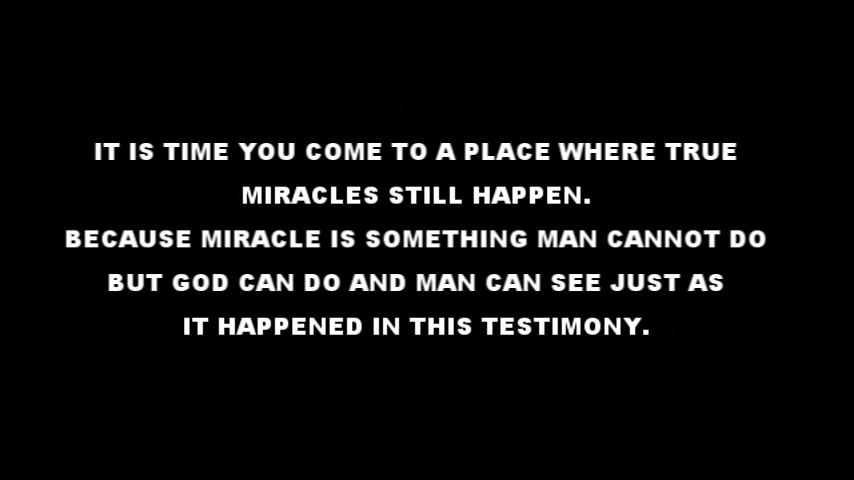 IT IS TIME YOU COME TO A PLACE WHERE TRUE
MIRACLES STILL HAPPEN.
BECAUSE MIRACLE IS SOMETHING MAN CANNOT DO
BUT GOD CAN DO AND MAN CAN SEE JUST AS
IT HAPPENED IN THIS TESTIMONY.